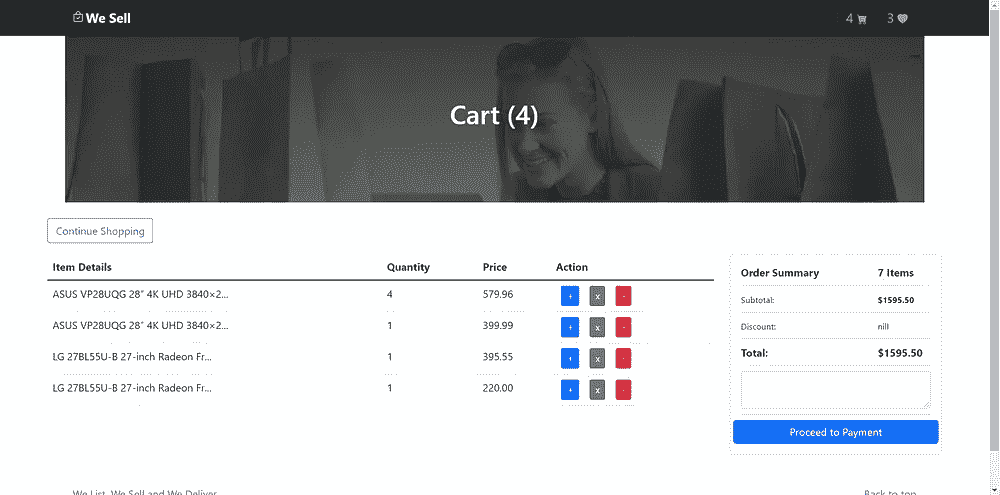 We Sell
4 3
Cart (4)
Continue Shopping
Item Details Quantity Price Action
ASUS VP28UQG 28" 4K UHD 3840×2... 4 579.96 + x -
ASUS VP28UQG 28" 4K UHD 3840×2... 1 399.99 + x -
LG 27BL55U-B 27-inch Radeon Fr... 1 395.55 + x -
LG 27BL55U-B 27-inch Radeon Fr... 1 220.00 + x -
Order Summary 7 Items
Subtotal: $1595.50
Discount: nill
Total: $1595.50
Proceed to Payment
We List, We Sell and We Deliver Back to top